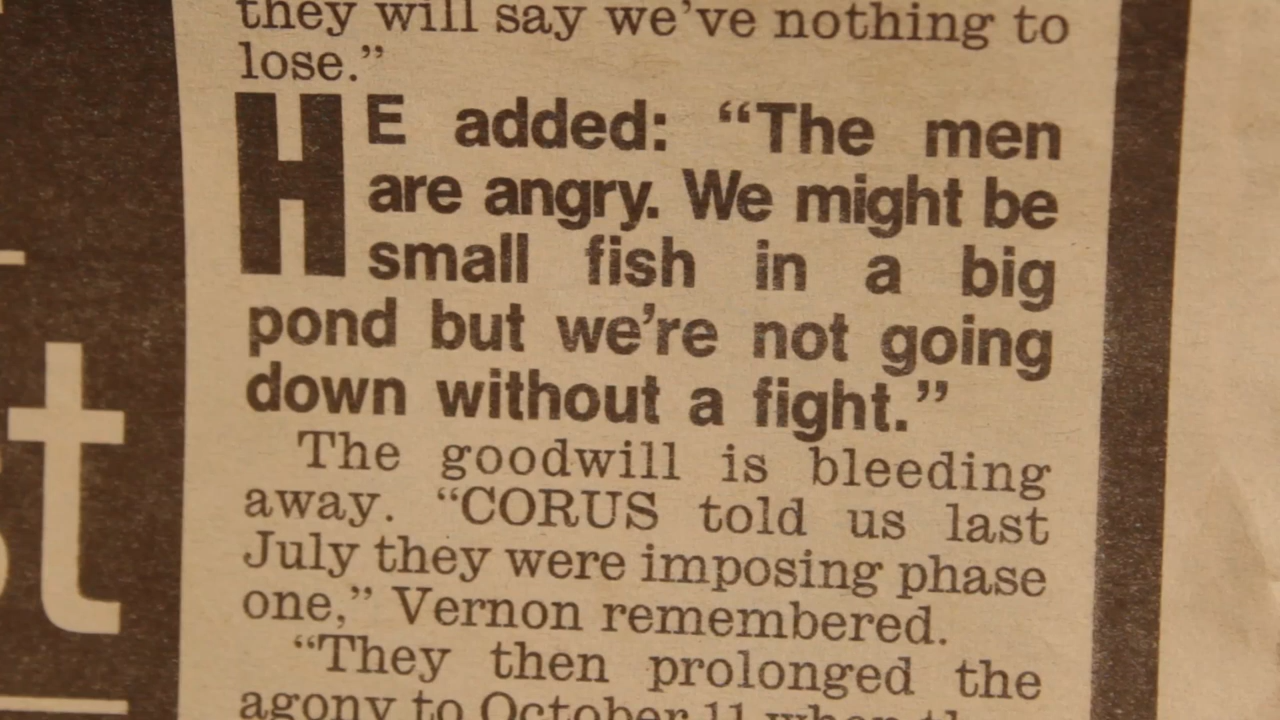 they will say we've nothing to
lose.”
HE added: “The men
are angry. We might be
small fish in a big
pond but we're not going
down without a fight.”
The goodwill is bleeding
away. “CORUS told us last
July they were imposing phase
one,” Vernon remembered.
“They then prolonged the
agony to October 11 when
t